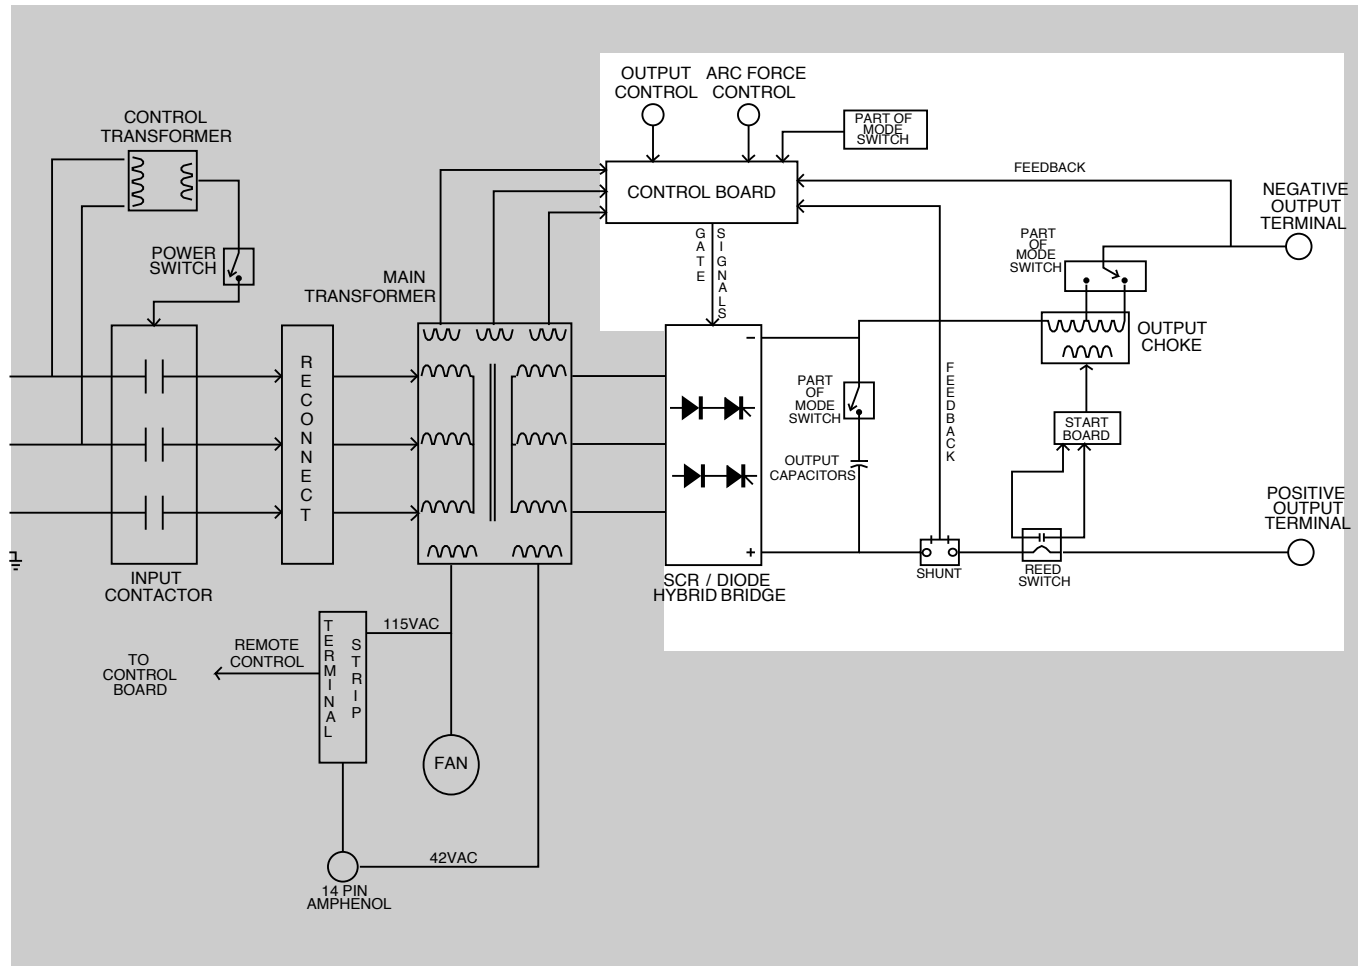 OUTPUT
CONTROL
ARC FORCE
CONTROL
PART OF
MODE
SWITCH
CONTROL
TRANSFORMER
CONTROL BOARD
FEEDBACK
NEGATIVE
OUTPUT
TERMINAL
POWER
SWITCH
MAIN
TRANSFORMER
GATE
SIGNALS
PART
OF
MODE
SWITCH
OUTPUT
CHOKE
RECONNECT
–
PART
OF
MODE
SWITCH
FEEDBACK
START
BOARD
OUTPUT
CAPACITORS
POSITIVE
OUTPUT
TERMINAL
+
SHUNT
REED
SWITCH
INPUT
CONTACTOR
SCR / DIODE
HYBRID BRIDGE
115VAC
TERMINAL
STRIP
REMOTE
CONTROL
TO
CONTROL
BOARD
FAN
42VAC
14 PIN
AMPHENOL